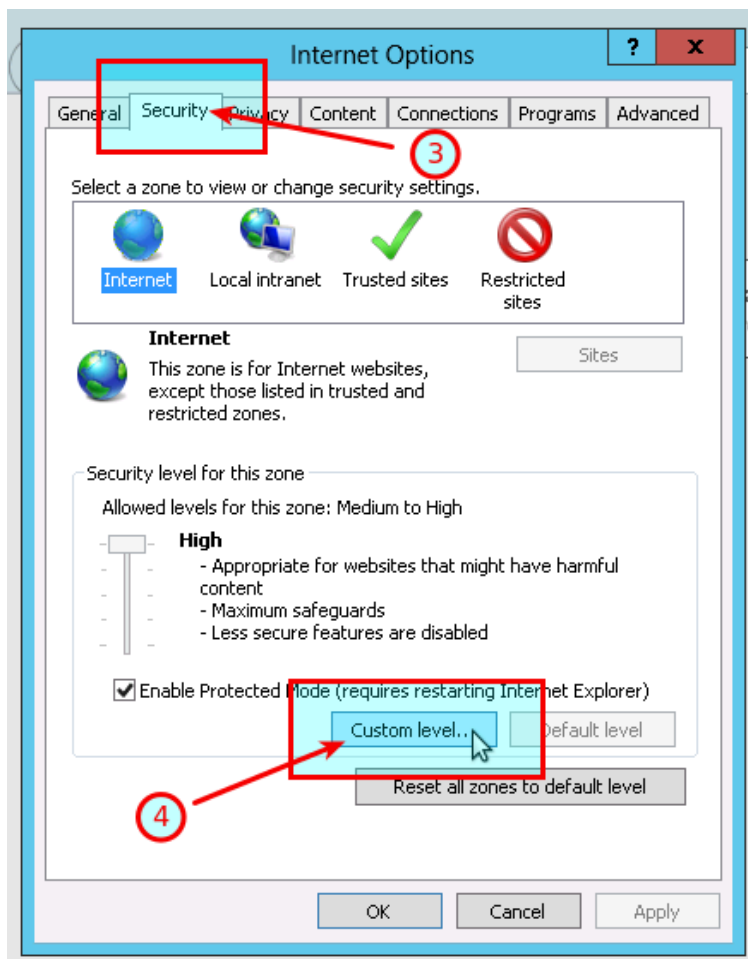 Internet Options
? x
General Security Privacy Content Connections Programs Advanced
3
Select a zone to view or change security settings.
Internet Local intranet Trusted sites Restricted
sites
Internet
Sites
This zone is for Internet websites,
except those listed in trusted and
restricted zones.
Security level for this zone
Allowed levels for this zone: Medium to High
High
- Appropriate for websites that might have harmful
content
- Maximum safeguards
- Less secure features are disabled
Enable Protected Mode (requires restarting Internet Explorer)
Custom level... Default level
4
Reset all zones to default level
OK Cancel Apply